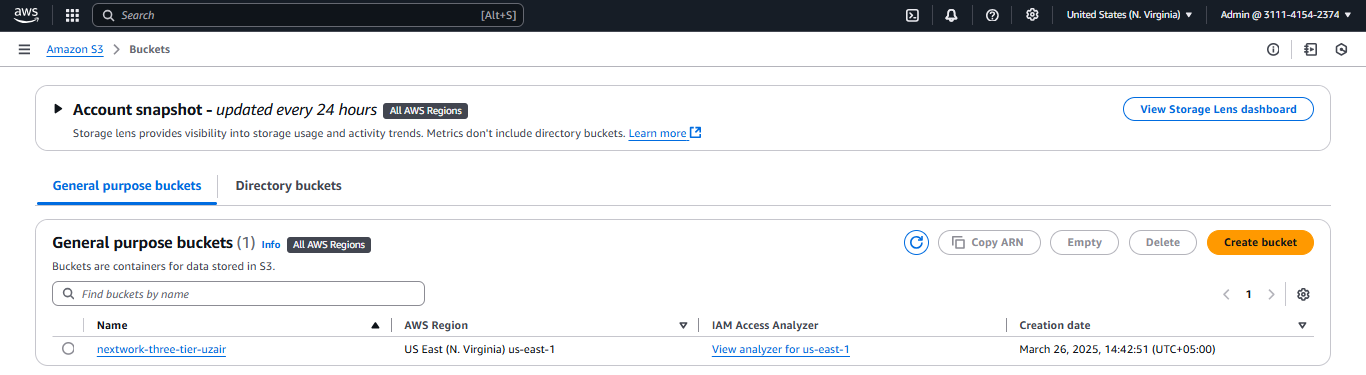 aws Search [Alt+S] United States (N. Virginia) Admin @ 3111-4154-2374
Amazon S3 Buckets
Account snapshot - updated every 24 hours All AWS Regions View Storage Lens dashboard
Storage lens provides visibility into storage usage and activity trends. Metrics don't include directory buckets. Learn more
General purpose buckets Directory buckets
General purpose buckets (1) Info All AWS Regions Copy ARN Empty Delete Create bucket
Buckets are containers for data stored in S3.
Find buckets by name 1
Name AWS Region IAM Access Analyzer Creation date
nextwork-three-tier-uzair US East (N. Virginia) us-east-1 View analyzer for us-east-1 March 26, 2025, 14:42:51 (UTC+05:00)